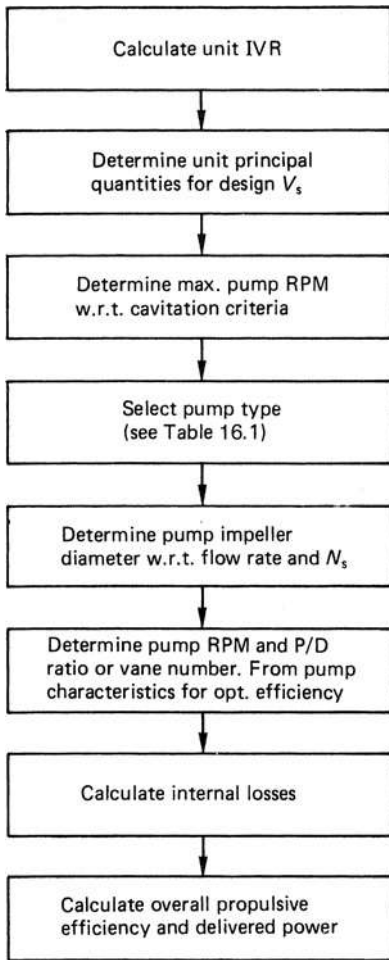 Calculate unit IVR
Determine unit principal
quantities for design Vs
Determine max. pump RPM
w.r.t. cavitation criteria
Select pump type
(see Table 16.1)
Determine pump impeller
diameter w.r.t. flow rate and Ns
Determine pump RPM and P/D
ratio or vane number. From pump
characteristics for opt. efficiency
Calculate internal losses
Calculate overall propulsive
efficiency and delivered power